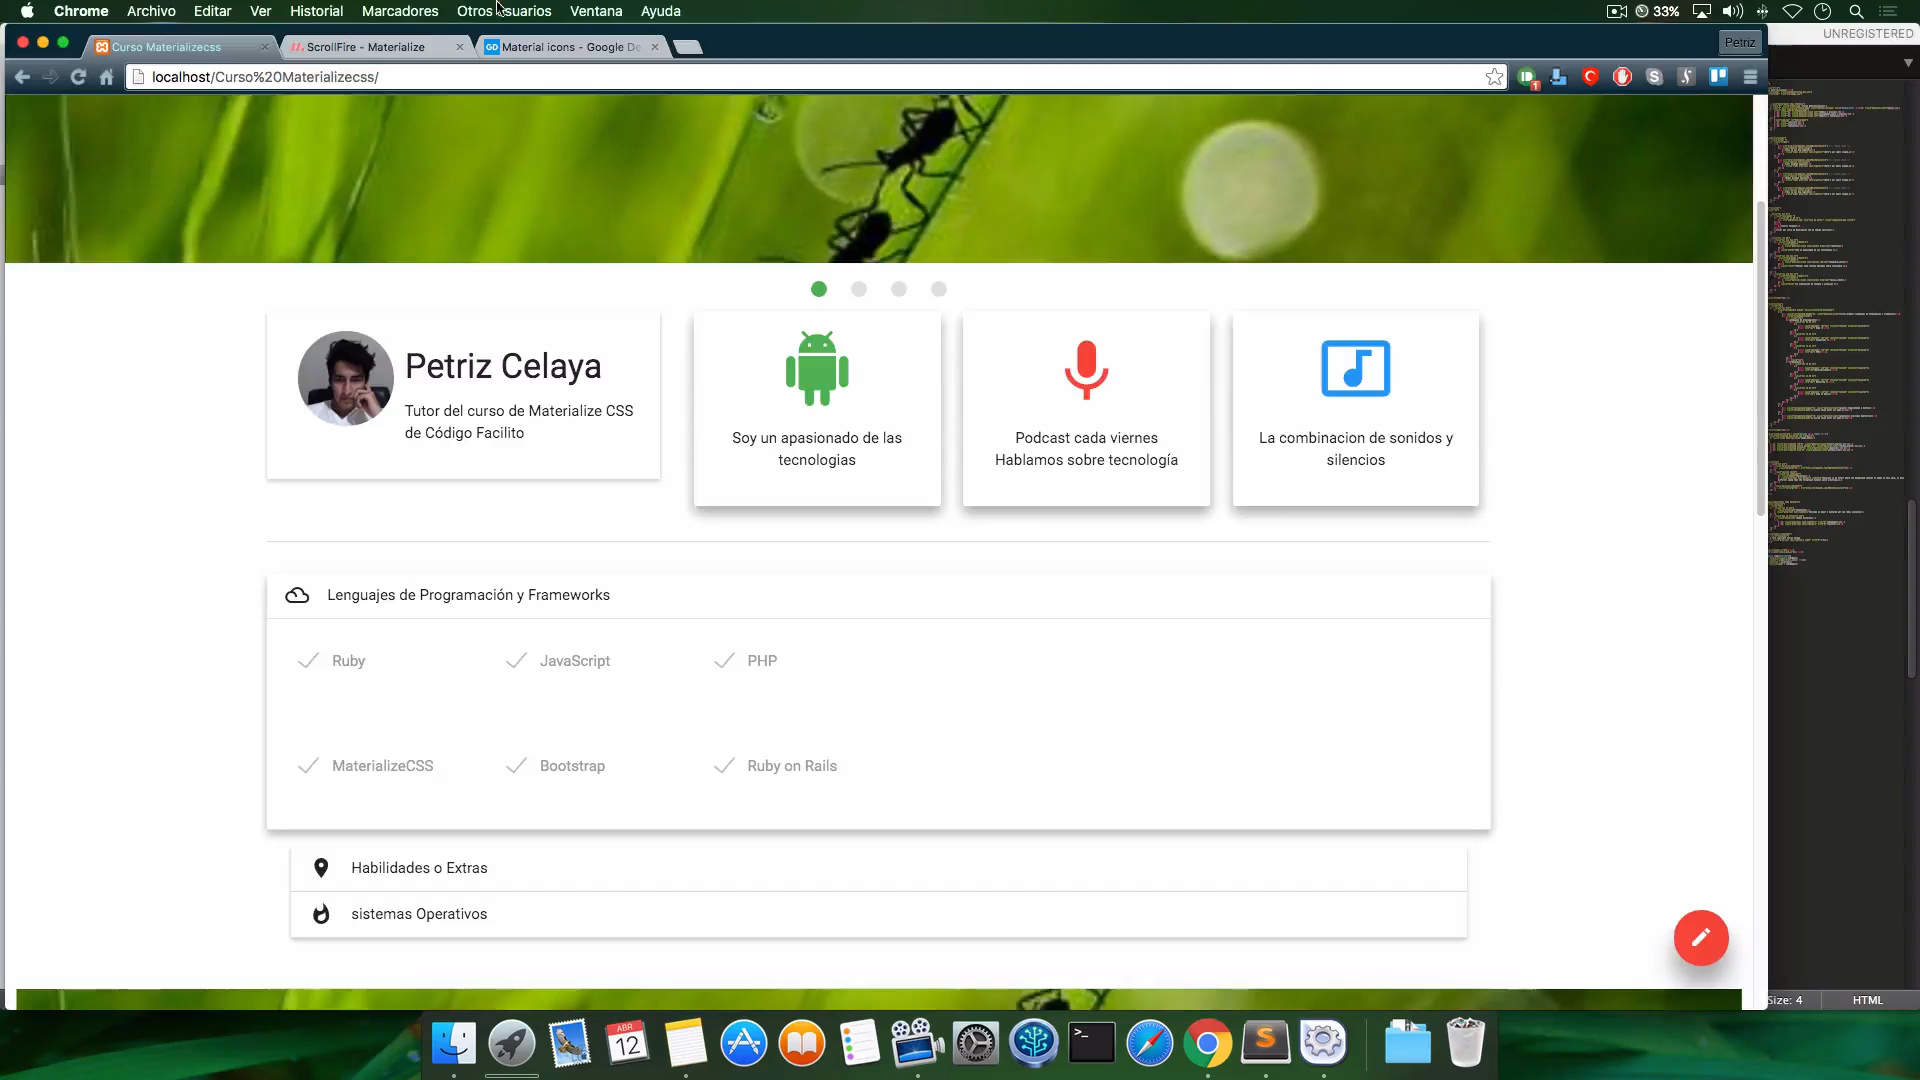 Chrome Archivo Editar Ver Historial Marcadores Otros usuarios Ventana Ayuda 33%
UNREGISTERED
Curso Materializecss ScrollFire - Materialize Material icons - Google De Petriz
localhost/Curso%20Materializecss/
1
Petriz Celaya
Tutor del curso de Materialize CSS
de Código Facilito
Soy un apasionado de las
tecnologias
Podcast cada viernes
Hablamos sobre tecnología
La combinacion de sonidos y
silencios
Lenguajes de Programación y Frameworks
Ruby JavaScript PHP
MaterializeCSS Bootstrap Ruby on Rails
Habilidades o Extras
sistemas Operativos
Size: 4 HTML
ABR
12